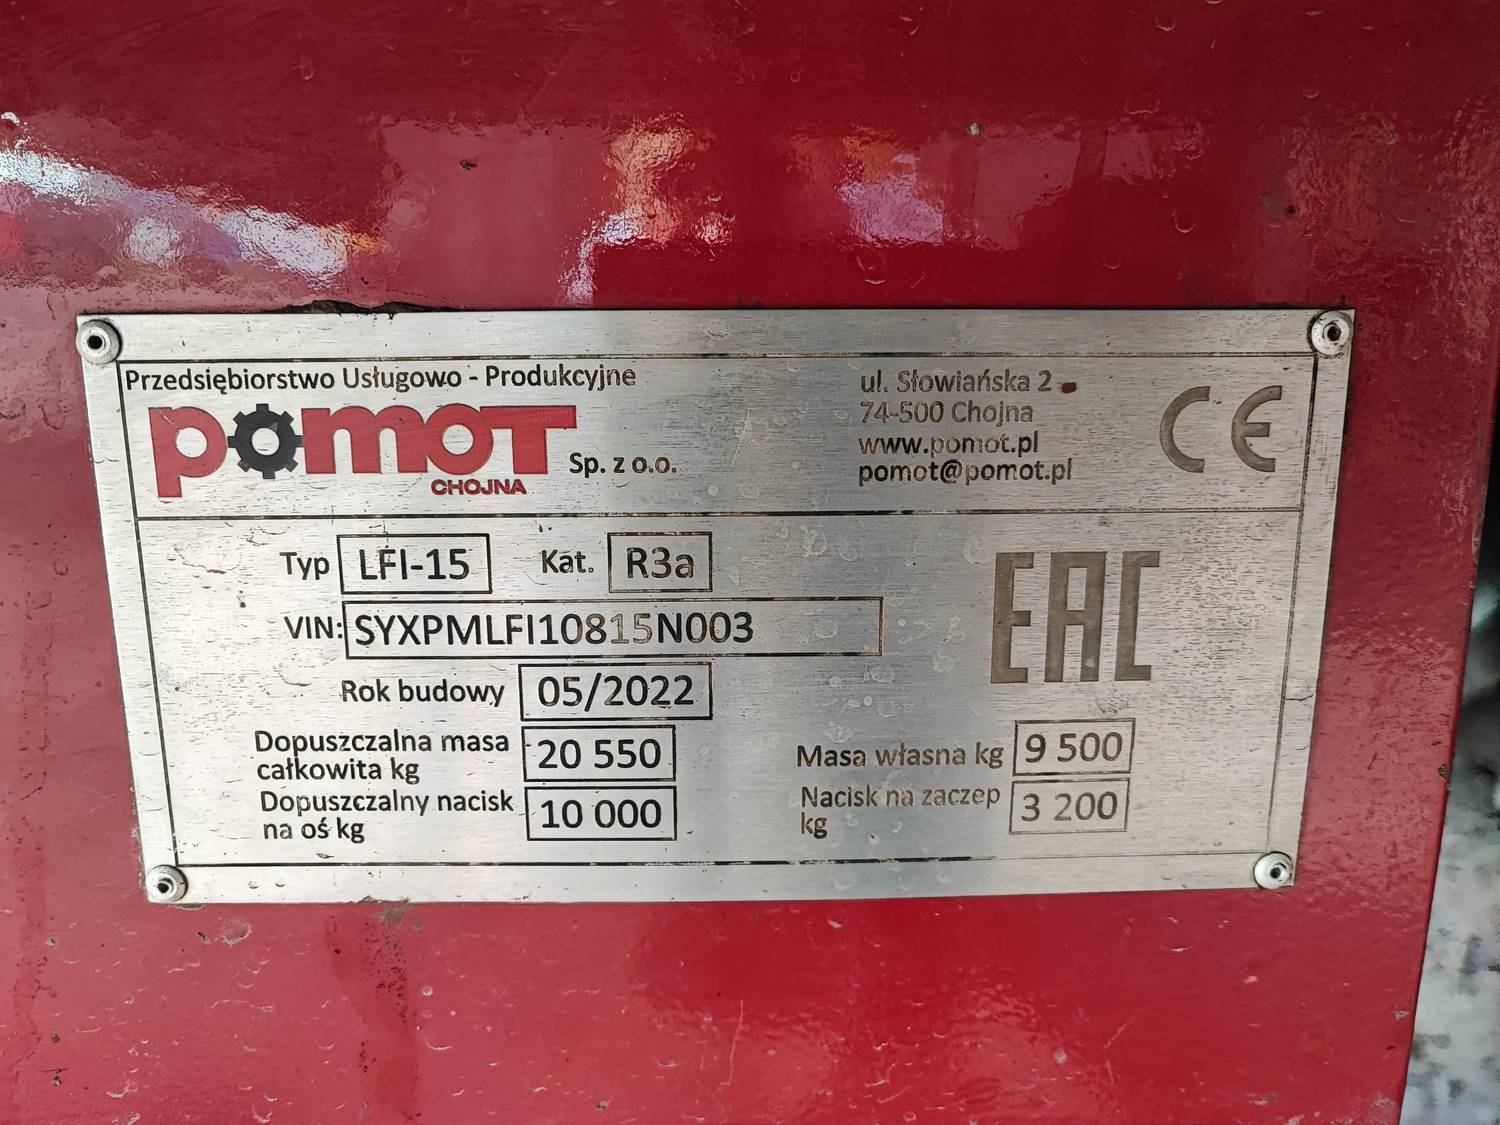 Przedsiębiorstwo Usługowo - Produkcyjne
POMOT
CHOJNA
Sp. z o.o.
ul. Słowiańska 2
74-500 Chojna
www.pomot.pl
pomot@pomot.pl
CE
Typ LFI-15 Kat. R3a
VIN: SYXPMLFI10815N003
EAC
Rok budowy 05/2022
Dopuszczalna masa
całkowita kg 20 550
Masa własna kg 9 500
Dopuszczalny nacisk
na oś kg 10 000
Nacisk na zaczep
kg 3 200